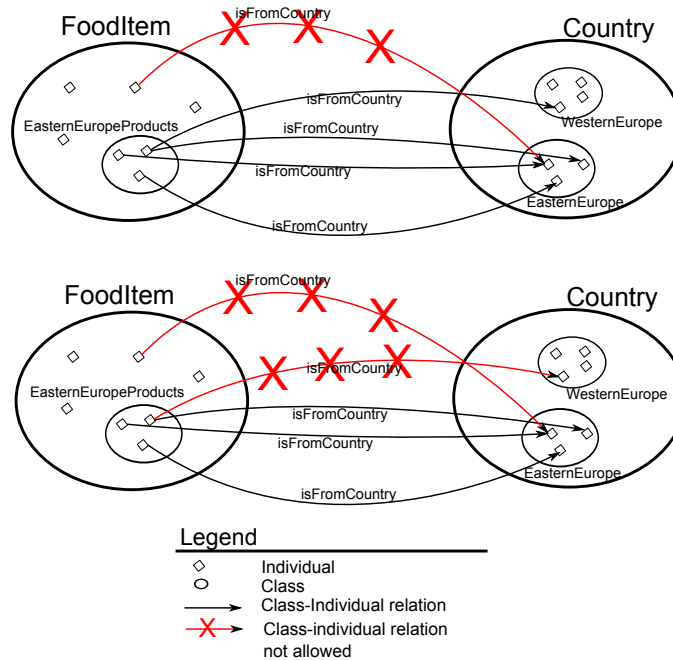 isFromCountry
FoodItem
Country
isFromCountry
WesternEurope
EasternEuropeProducts
isFromCountry
isFromCountry
EasternEurope
isFromCountry
isFromCountry
FoodItem
Country
isFromCountry
EasternEuropeProducts
WesternEurope
isFromCountry
isFromCountry
EasternEurope
isFromCountry
Legend
Individual
Class
Class-Individual relation
Class-individual relation
not allowed